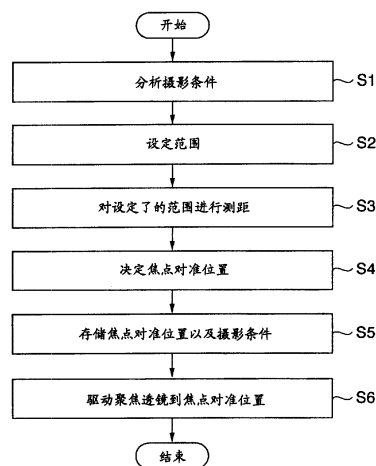 开始
分析摄影条件 S1
设定范围 S2
对设定了的范围进行测距 S3
决定焦点对准位置 S4
存储焦点对准位置以及摄影条件 S5
驱动聚焦透镜到焦点对准位置 S6
结束